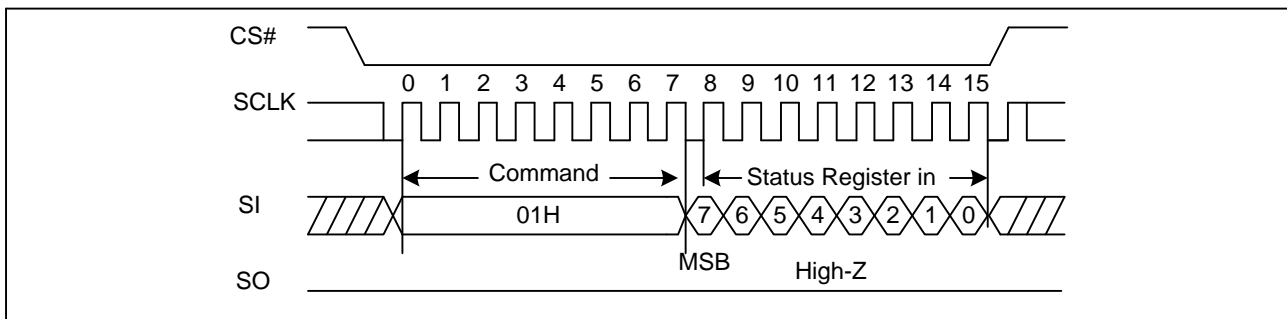 CS#
0 1 2 3 4 5 6 7 8 9 10 11 12 13 14 15
SCLK
Command Status Register in
SI 01H 7 6 5 4 3 2 1 0
MSB High-Z
SO